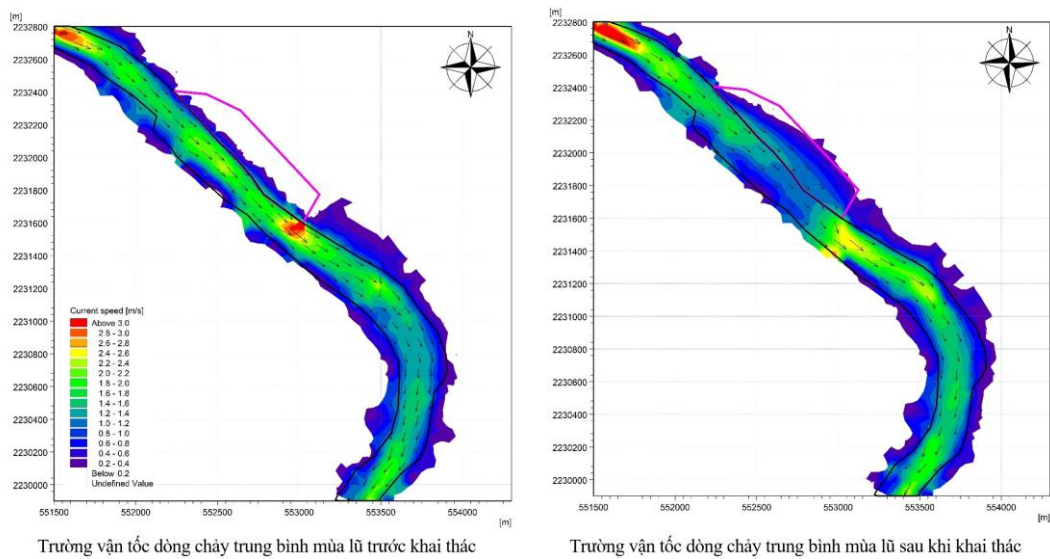 [m]
2232800
2232600
2232400
2232200
2232000
2231800
2231600
2231400
2231200
2231000
2230800
2230600
2230400
2230200
2230000
N
Current speed [m/s]
Above 3.0
2.8 - 3.0
2.6 - 2.8
2.4 - 2.6
2.2 - 2.4
2.0 - 2.2
1.8 - 2.0
1.6 - 1.8
1.4 - 1.6
1.2 - 1.4
1.0 - 1.2
0.8 - 1.0
0.6 - 0.8
0.4 - 0.6
0.2 - 0.4
Below 0.2
Undefined Value
551500 552000 552500 553000 553500 554000
[m]
Trường vận tốc dòng chảy trung bình mùa lũ trước khai thác
[m]
2232800
2232600
2232400
2232200
2232000
2231800
2231600
2231400
2231200
2231000
2230800
2230600
2230400
2230200
2230000
N
551500 552000 552500 553000 553500 554000
[m]
Trường vận tốc dòng chảy trung bình mùa lũ sau khi khai thác